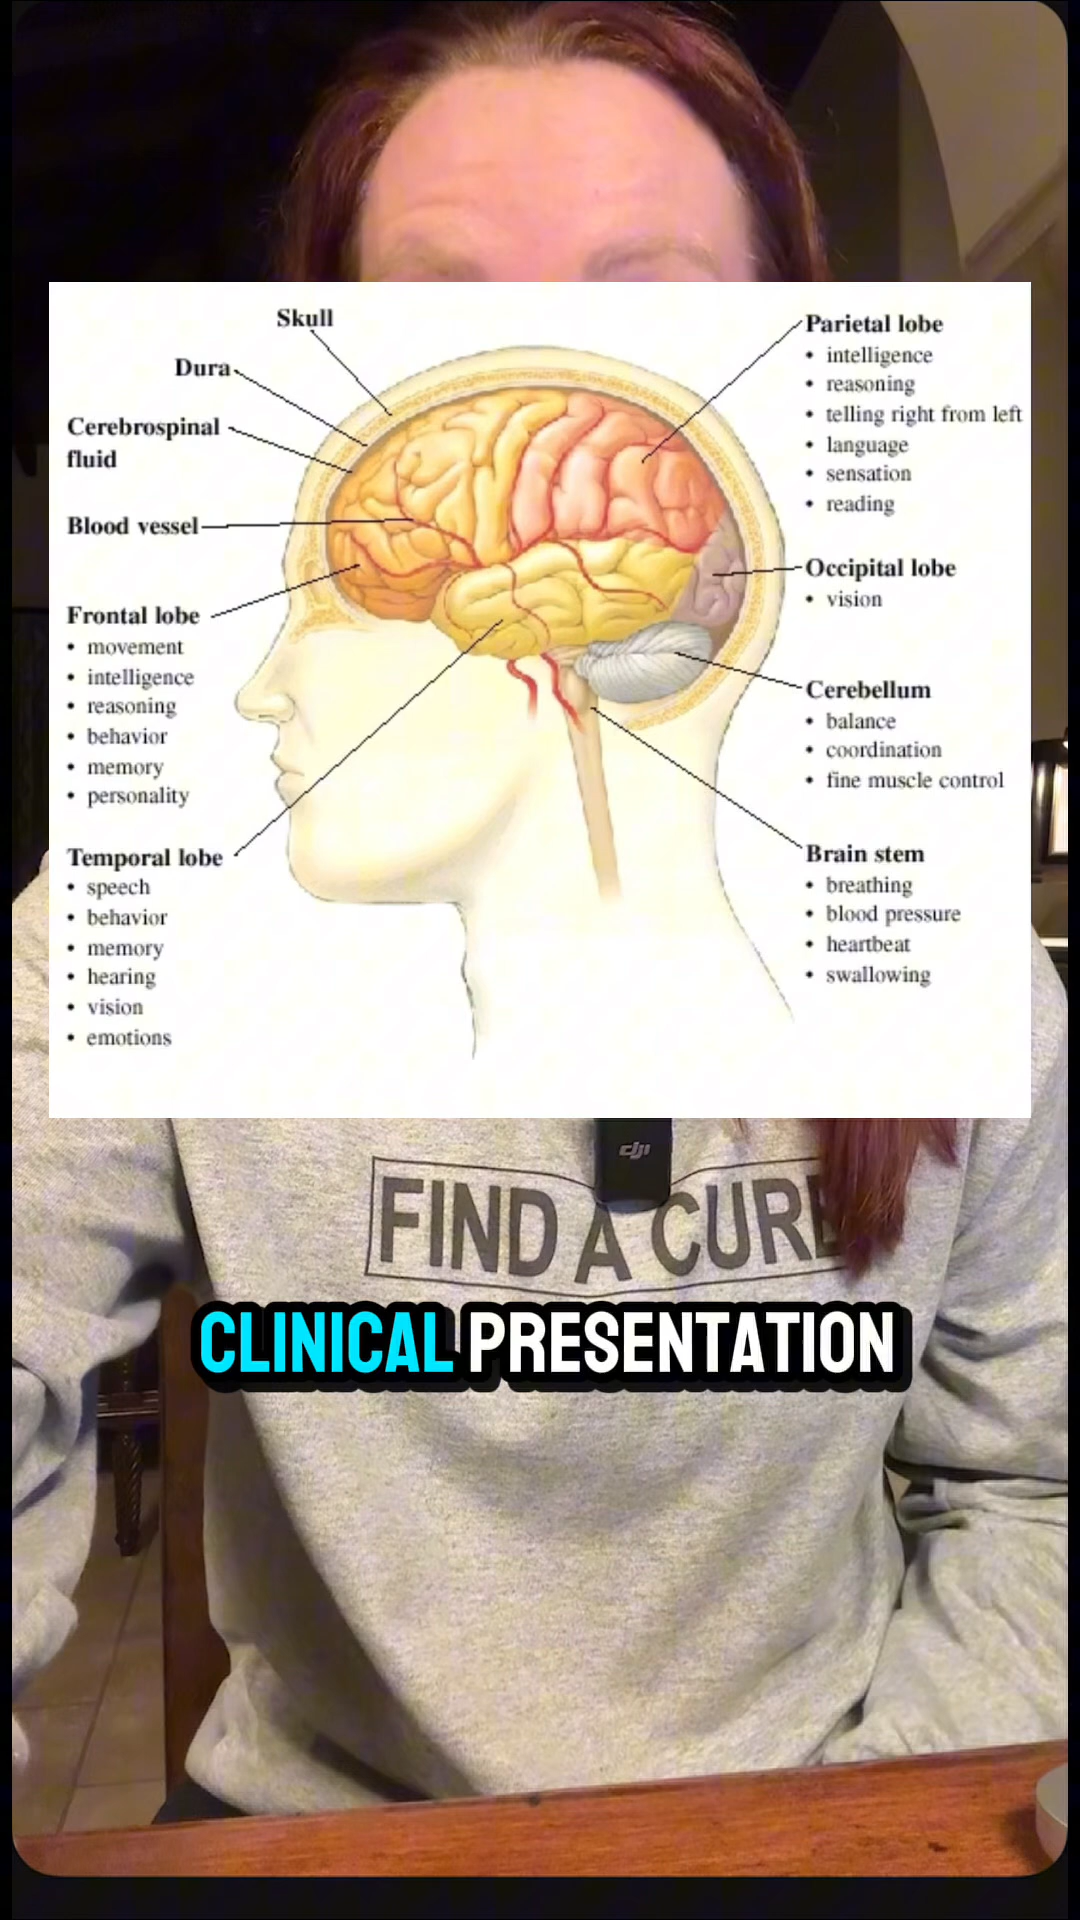 Skull
Dura
Cerebrospinal
fluid
Blood vessel
Frontal lobe
• movement
• intelligence
• reasoning
• behavior
• memory
• personality
Temporal lobe
• speech
• behavior
• memory
• hearing
• vision
• emotions
Parietal lobe
• intelligence
• reasoning
• telling right from left
• language
• sensation
• reading
Occipital lobe
• vision
Cerebellum
• balance
• coordination
• fine muscle control
Brain stem
• breathing
• blood pressure
• heartbeat
• swallowing
dji
FIND A CURE
CLINICAL PRESENTATION